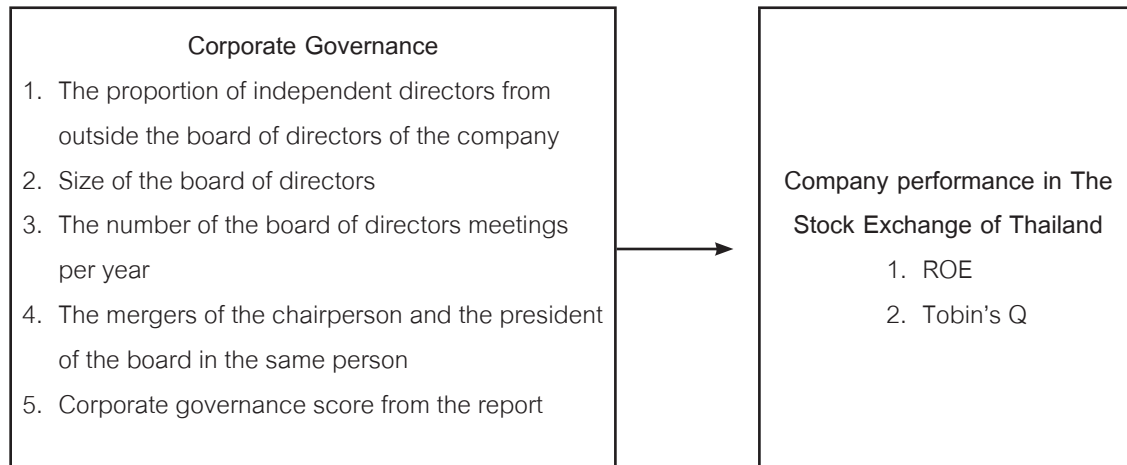 Corporate Governance
1. The proportion of independent directors from
outside the board of directors of the company
2. Size of the board of directors
3. The number of the board of directors meetings
per year
4. The mergers of the chairperson and the president
of the board in the same person
5. Corporate governance score from the report
Company performance in The
Stock Exchange of Thailand
1. ROE
2. Tobin's Q